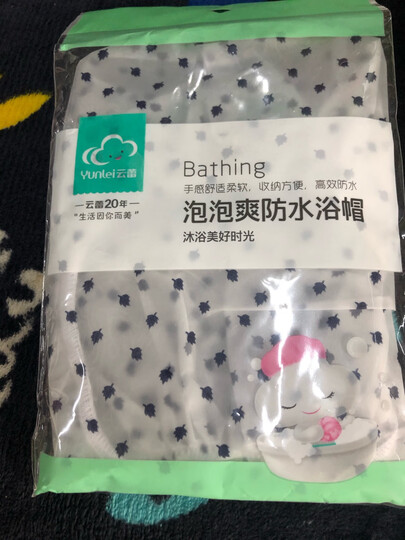 Yunlei云蕾
云蕾20年
“生活因你而美”
Bathing
手感舒适柔软，收纳方便，高效防水
泡泡爽防水浴帽
沐浴美好时光